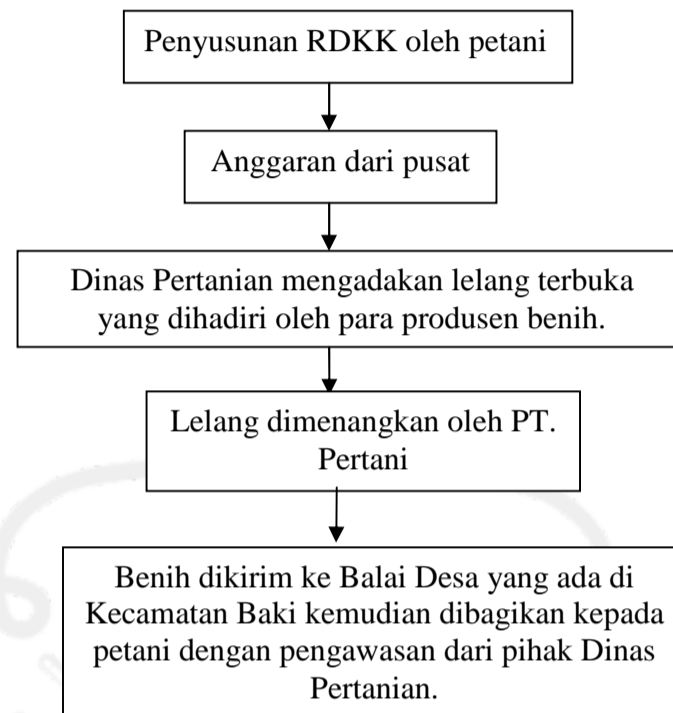 Penyusunan RDKK oleh petani
Anggaran dari pusat
Dinas Pertanian mengadakan lelang terbuka
yang dihadiri oleh para produsen benih.
Lelang dimenangkan oleh PT.
Pertani
Benih dikirim ke Balai Desa yang ada di
Kecamatan Baki kemudian dibagikan kepada
petani dengan pengawasan dari pihak Dinas
Pertanian.